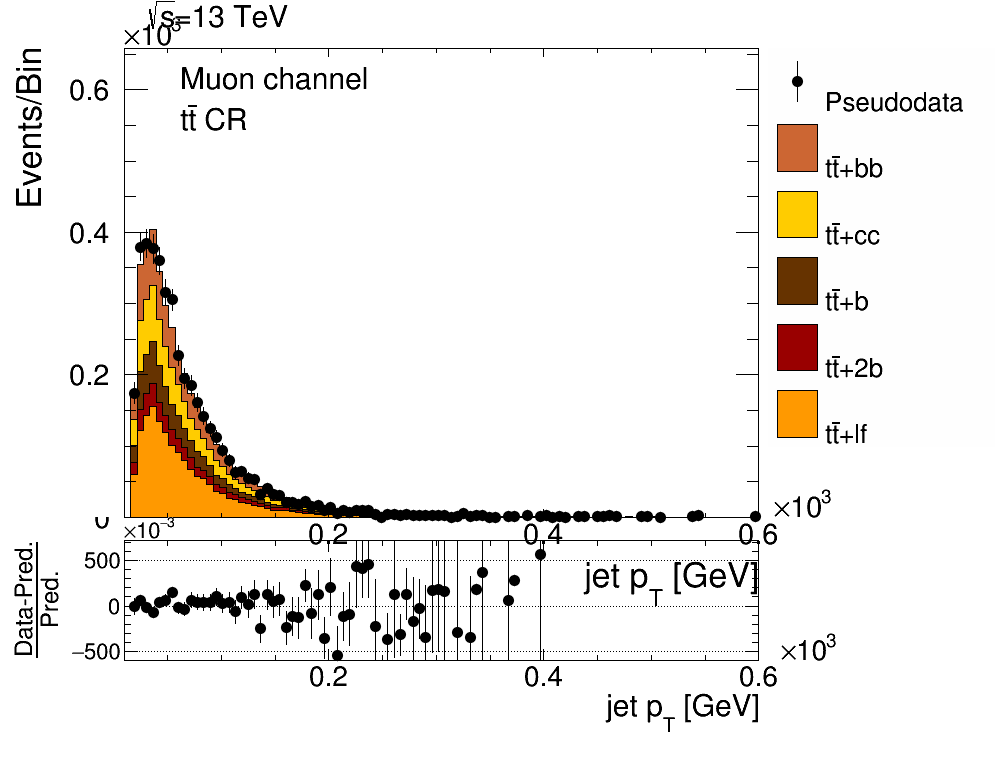 √s=13 TeV
×10³
Events/Bin
Muon channel
tt̄ CR
0.6
0.4
0.2
0
Pseudodata
tt̄+bb
tt̄+cc
tt̄+b
tt̄+2b
tt̄+lf
×10³
0.2 0.4 0.6
jet p_T [GeV]
×10⁻³
Data-Pred.
Pred.
500
0
−500
×10³
0.2 0.4 0.6
jet p_T [GeV]